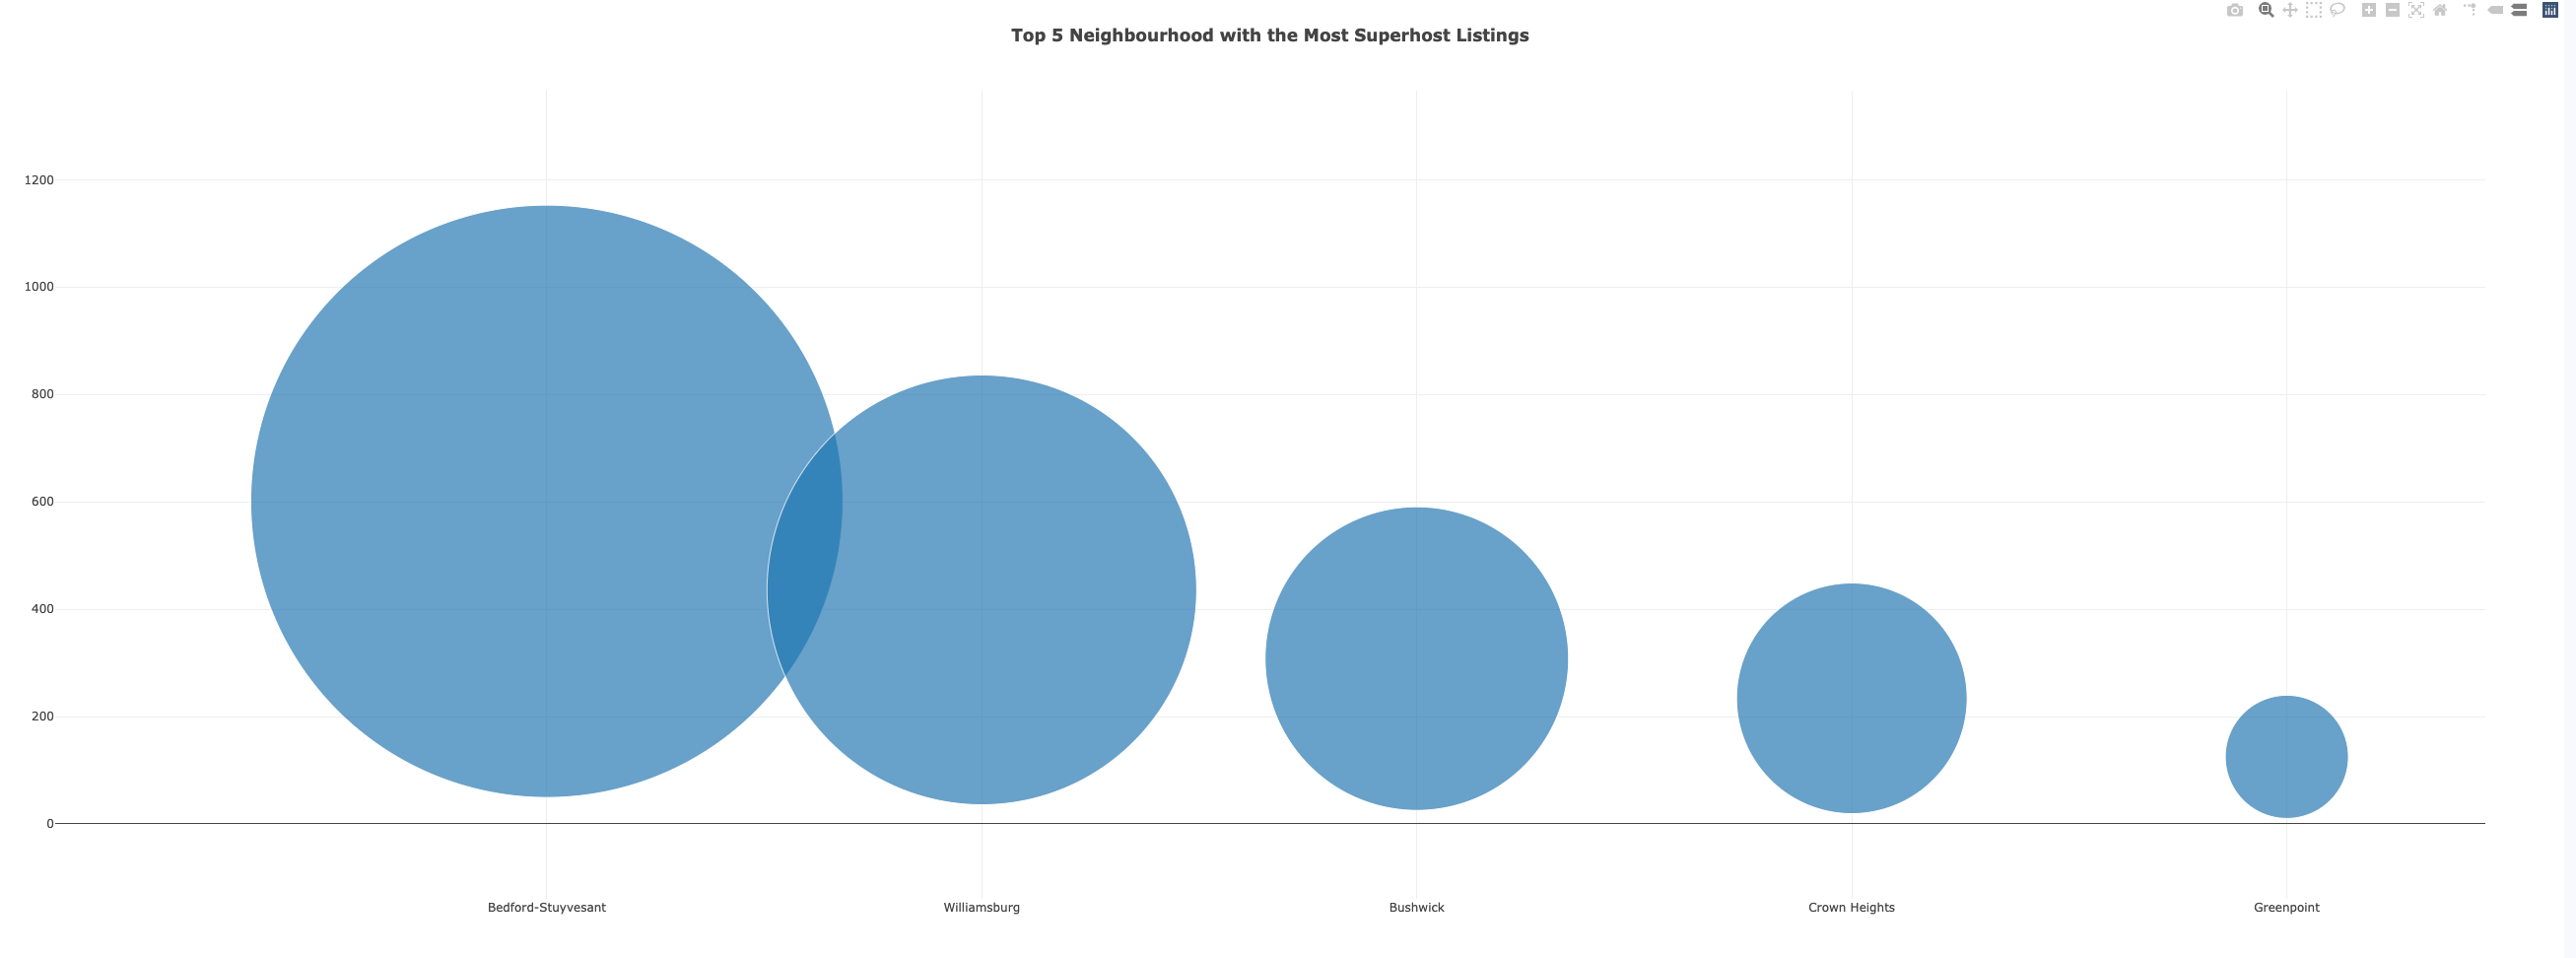 Top 5 Neighbourhood with the Most Superhost Listings
1200
1000
800
600
400
200
0
Bedford-Stuyvesant
Williamsburg
Bushwick
Crown Heights
Greenpoint